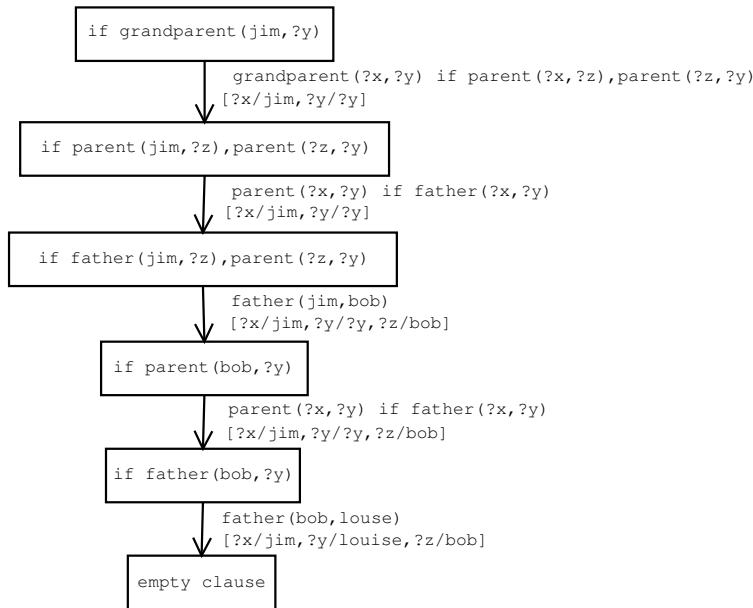 if grandparent(jim,?y)
grandparent(?x,?y) if parent(?x,?z),parent(?z,?y)
[?x/jim,?y/?y]
if parent(jim,?z),parent(?z,?y)
parent(?x,?y) if father(?x,?y)
[?x/jim,?y/?y]
if father(jim,?z),parent(?z,?y)
father(jim,bob)
[?x/jim,?y/?y,?z/bob]
if parent(bob,?y)
parent(?x,?y) if father(?x,?y)
[?x/jim,?y/?y,?z/bob]
if father(bob,?y)
father(bob,louse)
[?x/jim,?y/louise,?z/bob]
empty clause